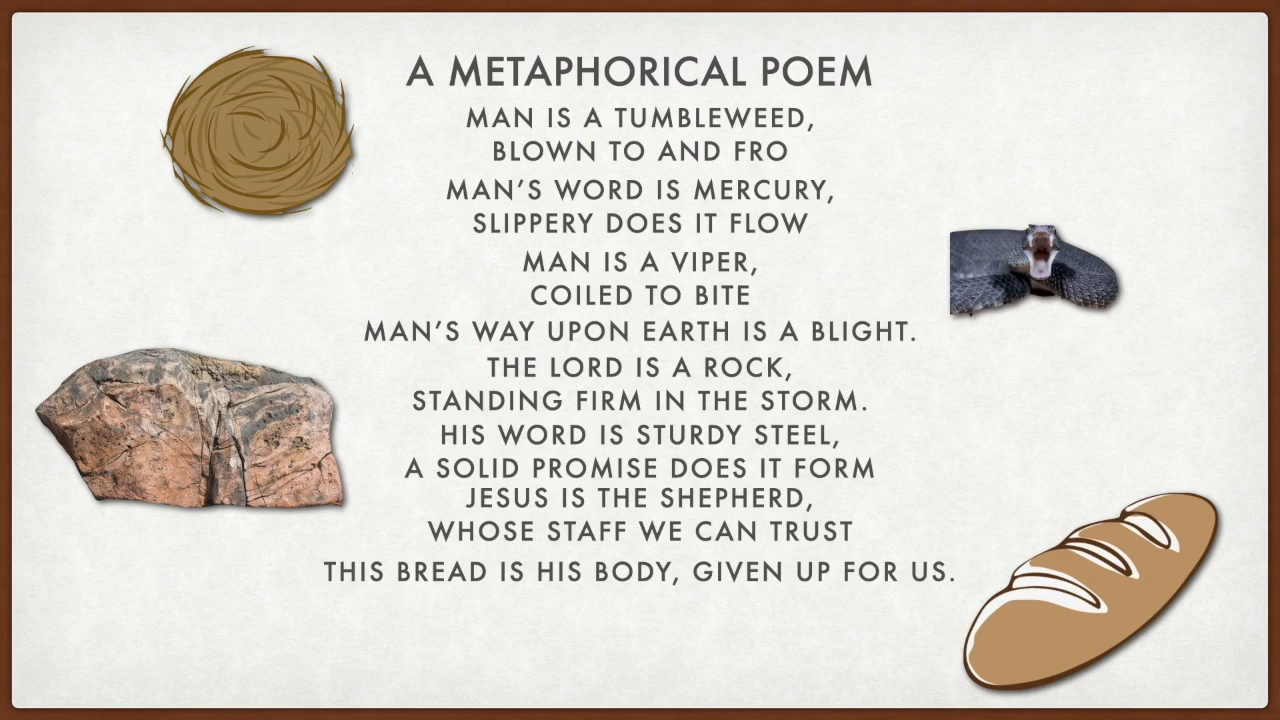 A METAPHORICAL POEM
MAN IS A TUMBLEWEED,
BLOWN TO AND FRO
MAN'S WORD IS MERCURY,
SLIPPERY DOES IT FLOW
MAN IS A VIPER,
COILED TO BITE
MAN'S WAY UPON EARTH IS A BLIGHT.
THE LORD IS A ROCK,
STANDING FIRM IN THE STORM.
HIS WORD IS STURDY STEEL,
A SOLID PROMISE DOES IT FORM
JESUS IS THE SHEPHERD,
WHOSE STAFF WE CAN TRUST
THIS BREAD IS HIS BODY, GIVEN UP FOR US.